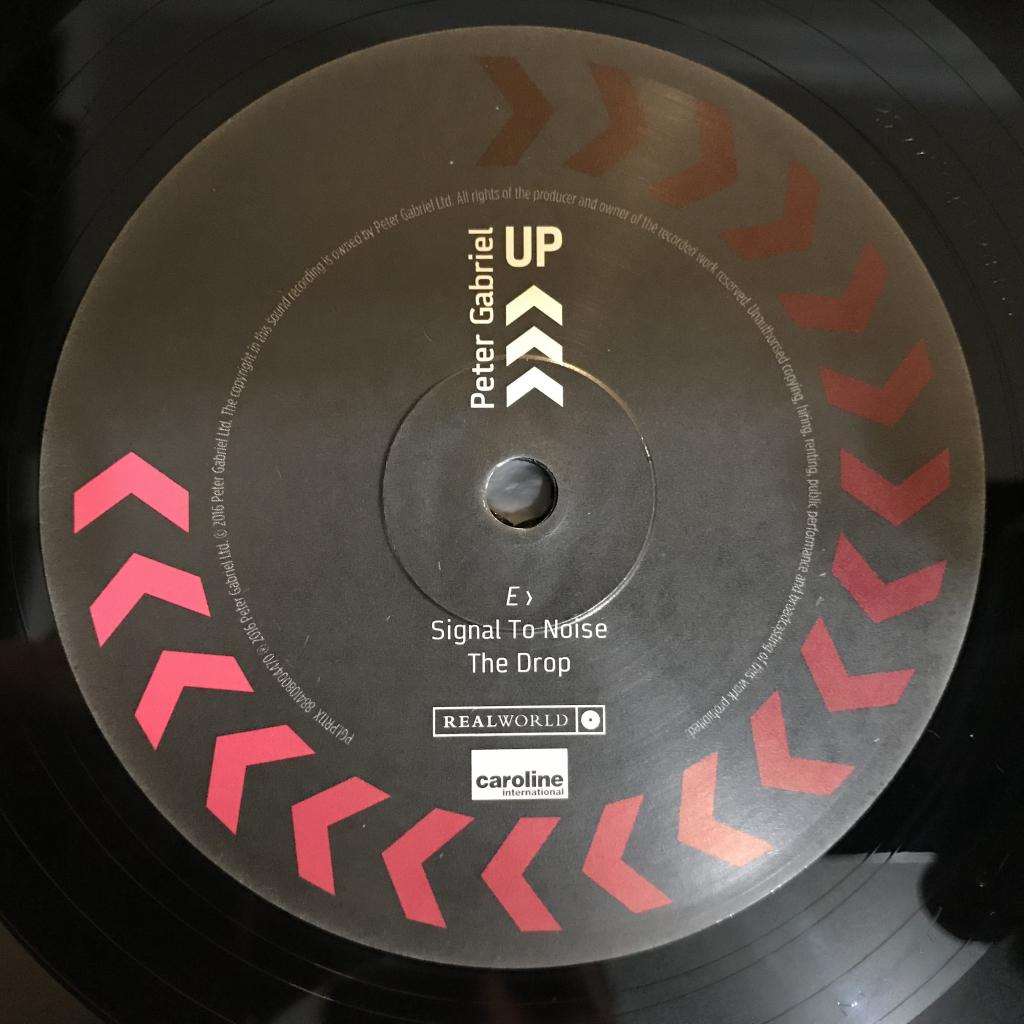 Peter Gabriel
UP
E›
Signal To Noise
The Drop
REALWORLD
caroline
international
884108004470 ℗ 2016 Peter Gabriel Ltd. © 2016 Peter Gabriel Ltd. The copyright in this sound recording is owned by Peter Gabriel Ltd. All rights of the producer and owner of the recorded work reserved. Unauthorised copying, hiring, renting, public performance and broadcasting of this work prohibited.